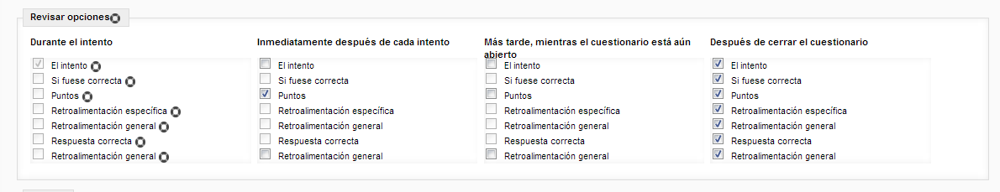 Revisar opciones
Durante el intento
El intento
Si fuese correcta
Puntos
Retroalimentación específica
Retroalimentación general
Respuesta correcta
Retroalimentación general
Inmediatamente después de cada intento
El intento
Si fuese correcta
Puntos
Retroalimentación específica
Retroalimentación general
Respuesta correcta
Retroalimentación general
Más tarde, mientras el cuestionario está aún
abierto
El intento
Si fuese correcta
Puntos
Retroalimentación específica
Retroalimentación general
Respuesta correcta
Retroalimentación general
Después de cerrar el cuestionario
El intento
Si fuese correcta
Puntos
Retroalimentación específica
Retroalimentación general
Respuesta correcta
Retroalimentación general